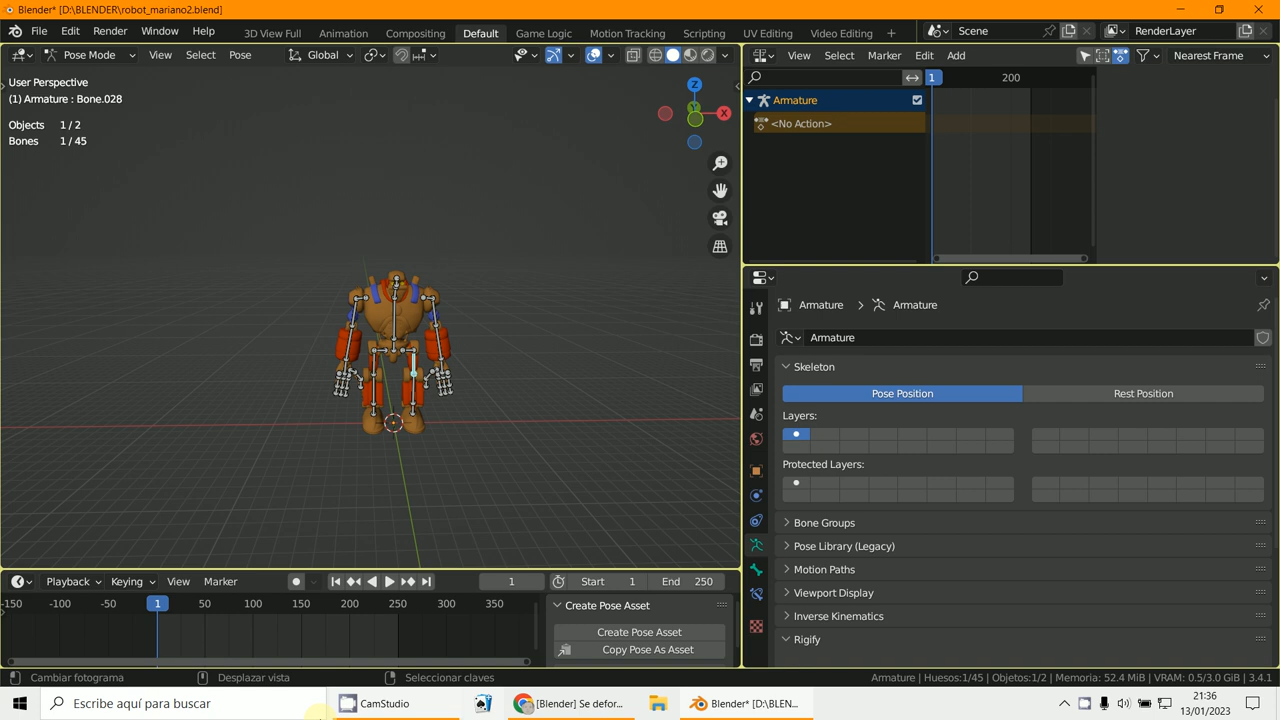 Blender* [D:\BLENDER\robot_mariano2.blend]
File Edit Render Window Help
3D View Full Animation Compositing Default Game Logic Motion Tracking Scripting UV Editing Video Editing +
Scene
RenderLayer
Pose Mode View Select Pose Global
View Select Marker Edit Add Nearest Frame
User Perspective
(1) Armature : Bone.028
Objects 1 / 2
Bones 1 / 45
Z
Y
X
1 200
Armature
<No Action>
Armature Armature
Armature
Skeleton
Pose Position Rest Position
Layers:
Protected Layers:
Bone Groups
Pose Library (Legacy)
Motion Paths
Viewport Display
Inverse Kinematics
Rigify
Playback Keying View Marker 1 Start 1 End 250
-150 -100 -50 1 50 100 150 200 250 300 350
Create Pose Asset
Create Pose Asset
Copy Pose As Asset
Cambiar fotograma Desplazar vista Seleccionar claves Armature | Huesos:1/45 | Objetos:1/2 | Memoria: 52.4 MiB | VRAM: 0.5/3.0 GiB | 3.4.1
Escribe aquí para buscar CamStudio [Blender] Se defor... Blender* [D:\BLEN...
21:36
13/01/2023